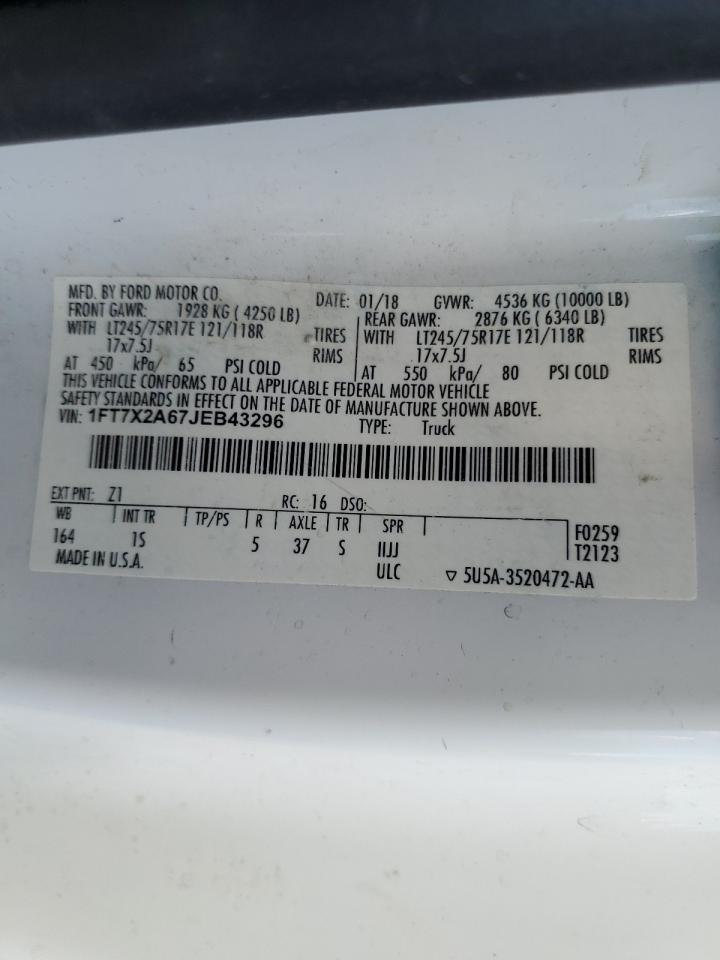 MFD. BY FORD MOTOR CO.
DATE: 01/18 GVWR: 4536 KG (10000 LB)
FRONT GAWR: 1928 KG ( 4250 LB)
WITH LT245/75R17E 121/118R TIRES
17x7.5J RIMS
AT 450 kPa/ 65 PSI COLD
REAR GAWR: 2876 KG ( 6340 LB)
WITH LT245/75R17E 121/118R TIRES
17x7.5J RIMS
AT 550 kPa/ 80 PSI COLD
THIS VEHICLE CONFORMS TO ALL APPLICABLE FEDERAL MOTOR VEHICLE
SAFETY STANDARDS IN EFFECT ON THE DATE OF MANUFACTURE SHOWN ABOVE.
VIN: 1FT7X2A67JEB43296
TYPE: Truck
EXT PNT: Z1 RC: 16 DSO:
WB INT TR TP/PS R AXLE TR SPR
164 1S 5 37 S IIJJ
ULC
F0259
T2123
MADE IN U.S.A.
▽ 5U5A-3520472-AA